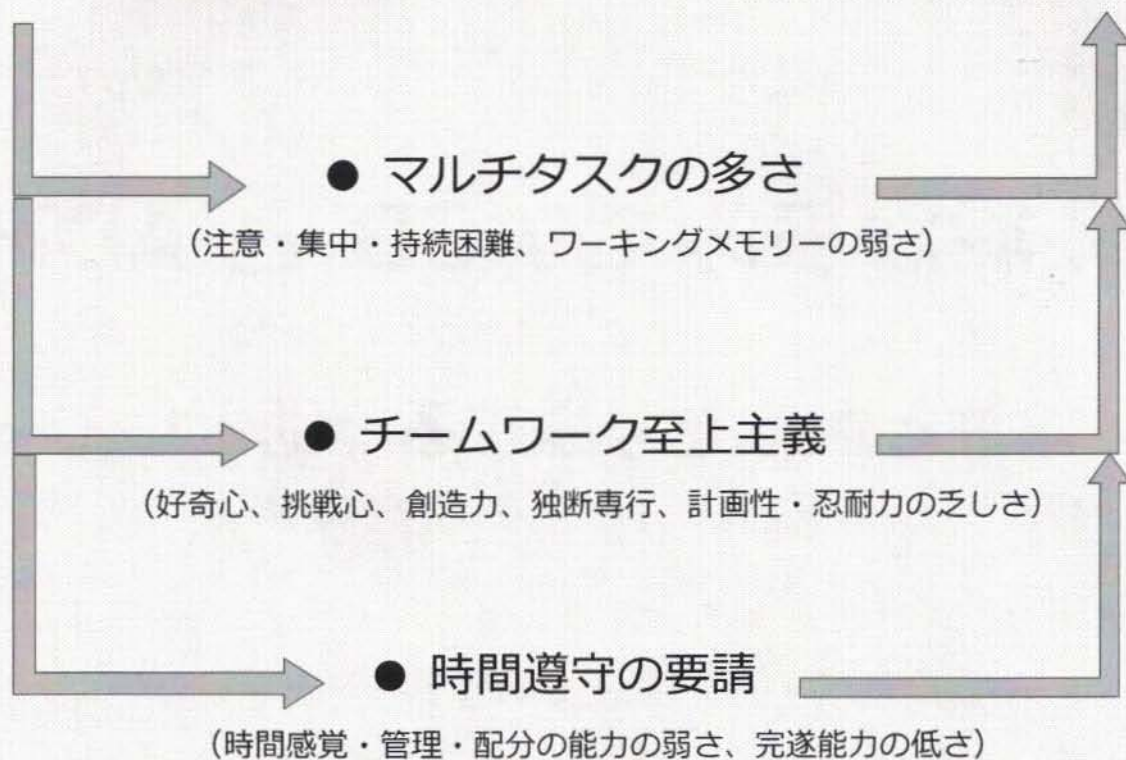 ● マルチタスクの多さ
（注意・集中・持続困難、ワーキングメモリーの弱さ）
● チームワーク至上主義
（好奇心、挑戦心、創造力、独断専行、計画性・忍耐力の乏しさ）
● 時間遵守の要請
（時間感覚・管理・配分の能力の弱さ、完遂能力の低さ）